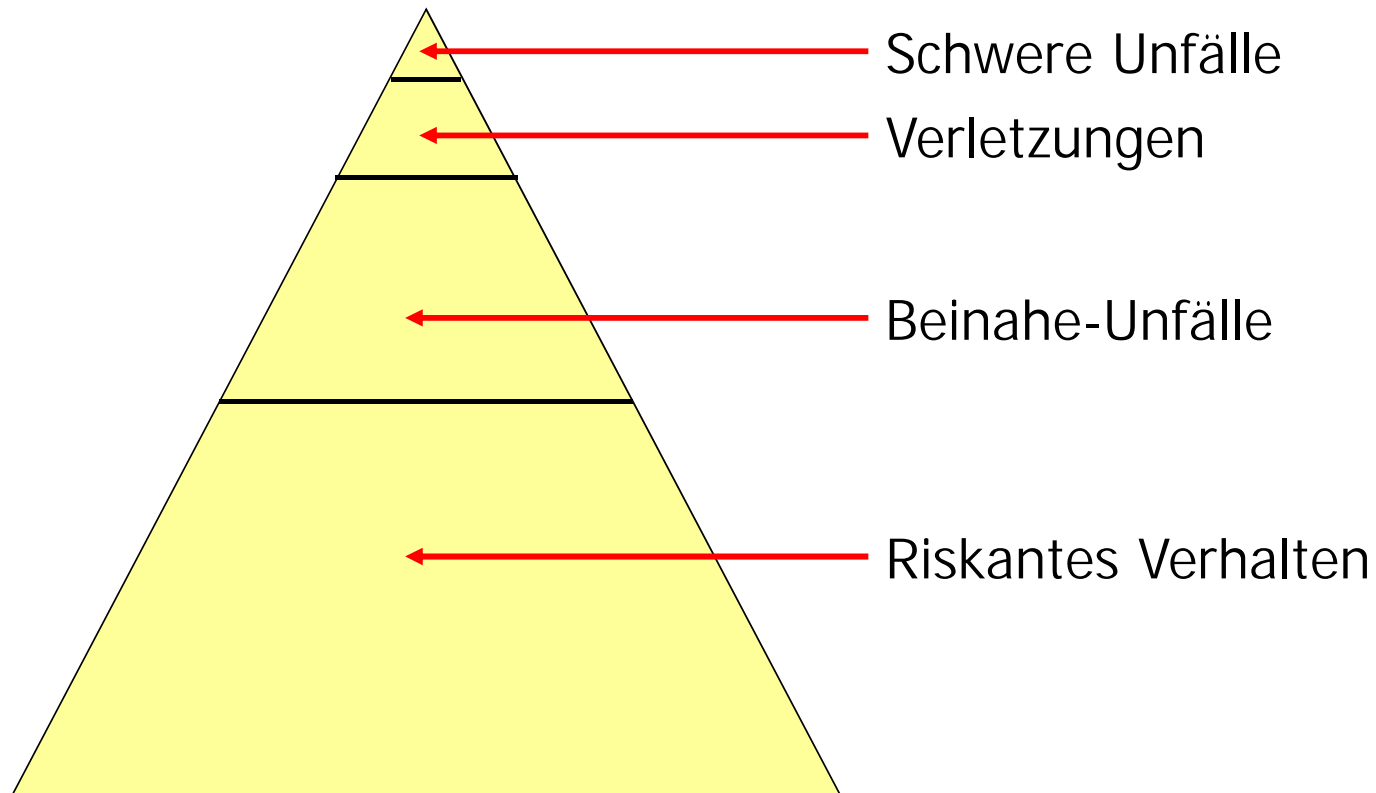 Schwere Unfälle
Verletzungen
Beinahe-Unfälle
Riskantes Verhalten